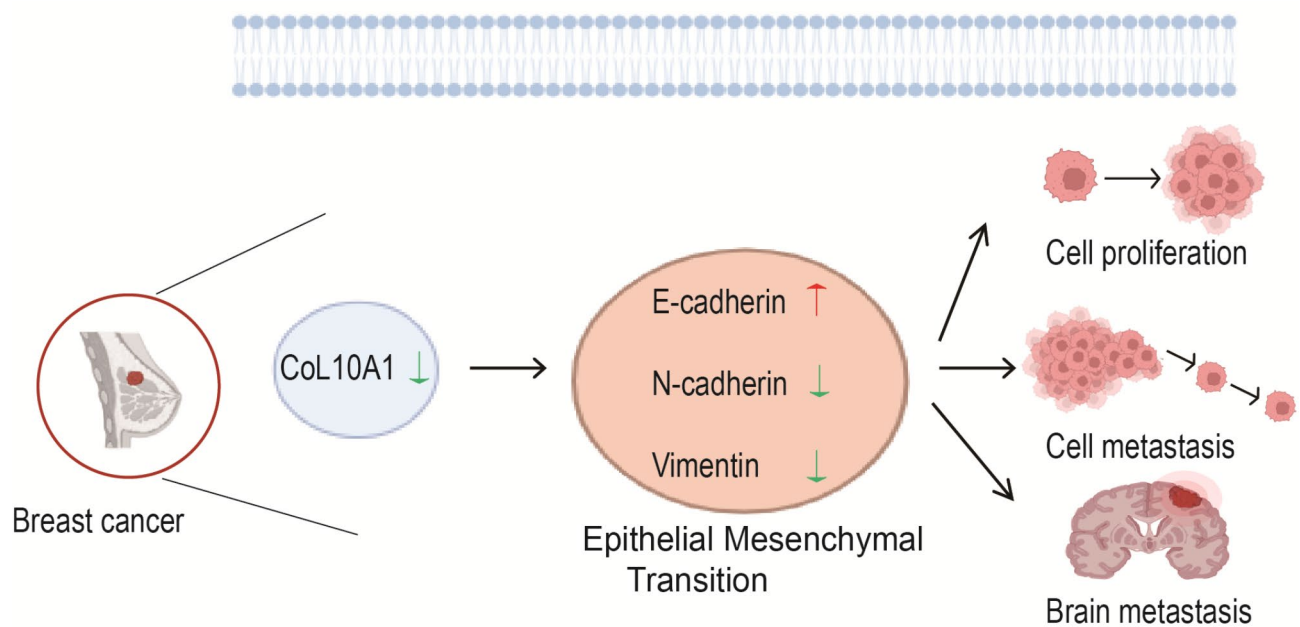 Cell proliferation
E-cadherin ↑
CoL10A1 ↓
N-cadherin ↓
Cell metastasis
Vimentin ↓
Breast cancer
Epithelial Mesenchymal
Transition
Brain metastasis